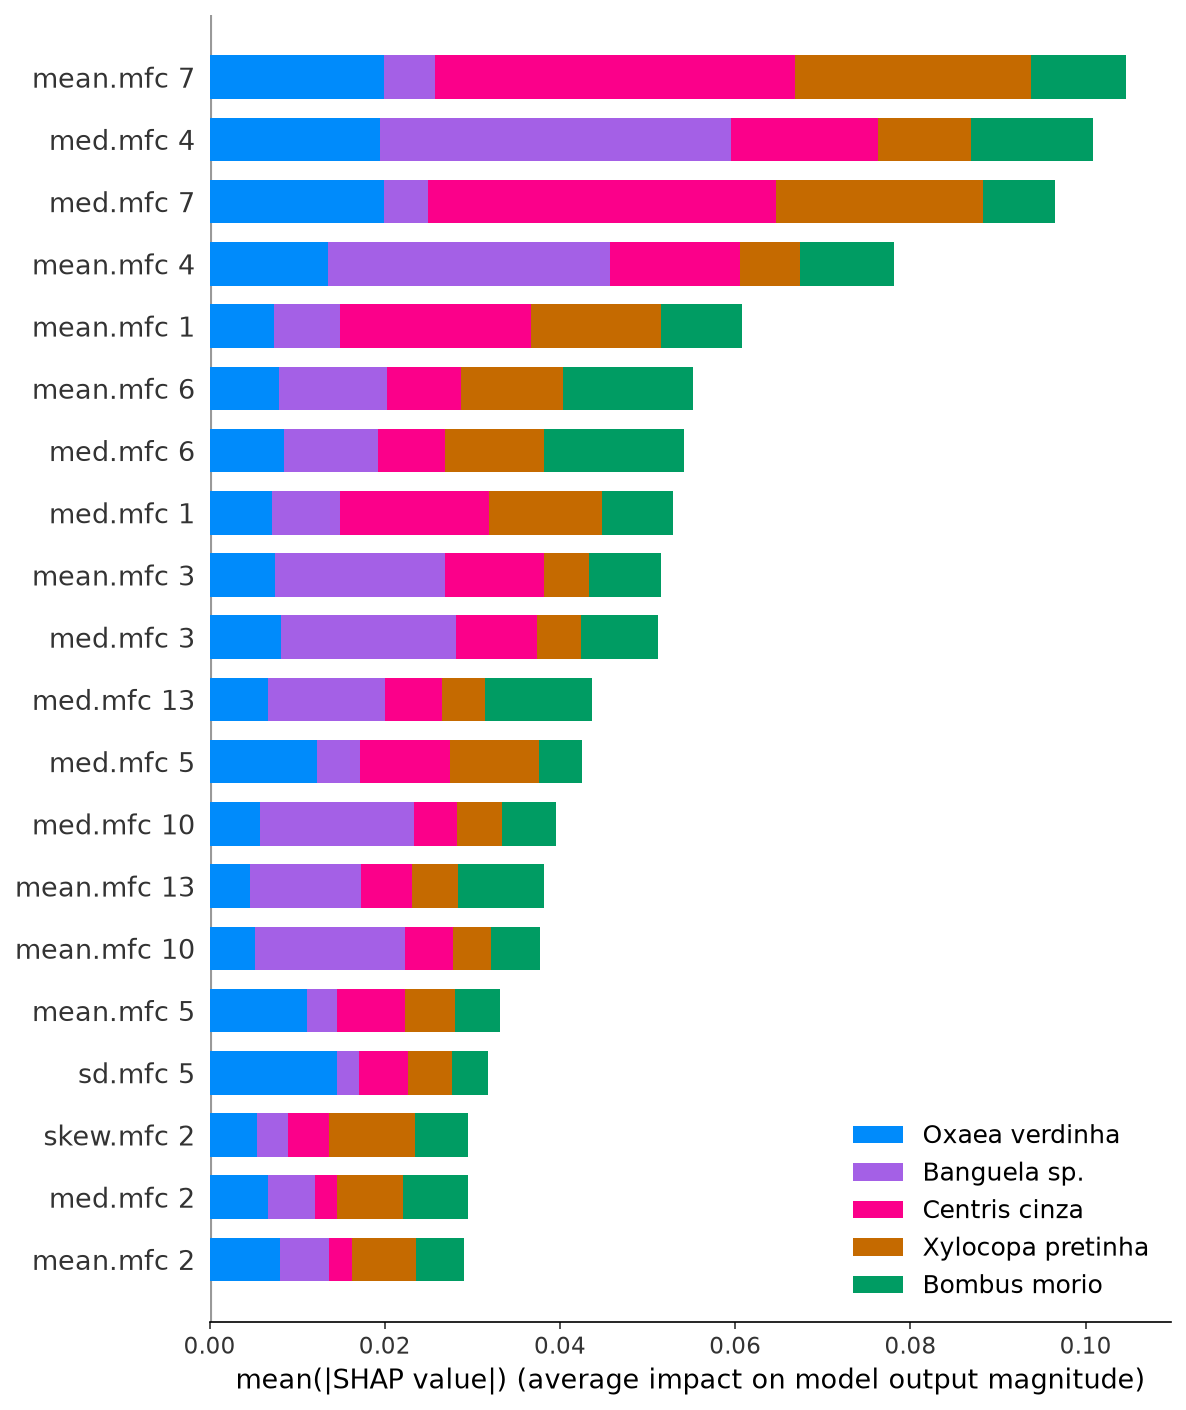 mean.mfc 7
med.mfc 4
med.mfc 7
mean.mfc 4
mean.mfc 1
mean.mfc 6
med.mfc 6
med.mfc 1
mean.mfc 3
med.mfc 3
med.mfc 13
med.mfc 5
med.mfc 10
mean.mfc 13
mean.mfc 10
mean.mfc 5
sd.mfc 5
skew.mfc 2
med.mfc 2
mean.mfc 2
Oxaea verdinha
Banguela sp.
Centris cinza
Xylocopa pretinha
Bombus morio
0.00 0.02 0.04 0.06 0.08 0.10
mean(|SHAP value|) (average impact on model output magnitude)